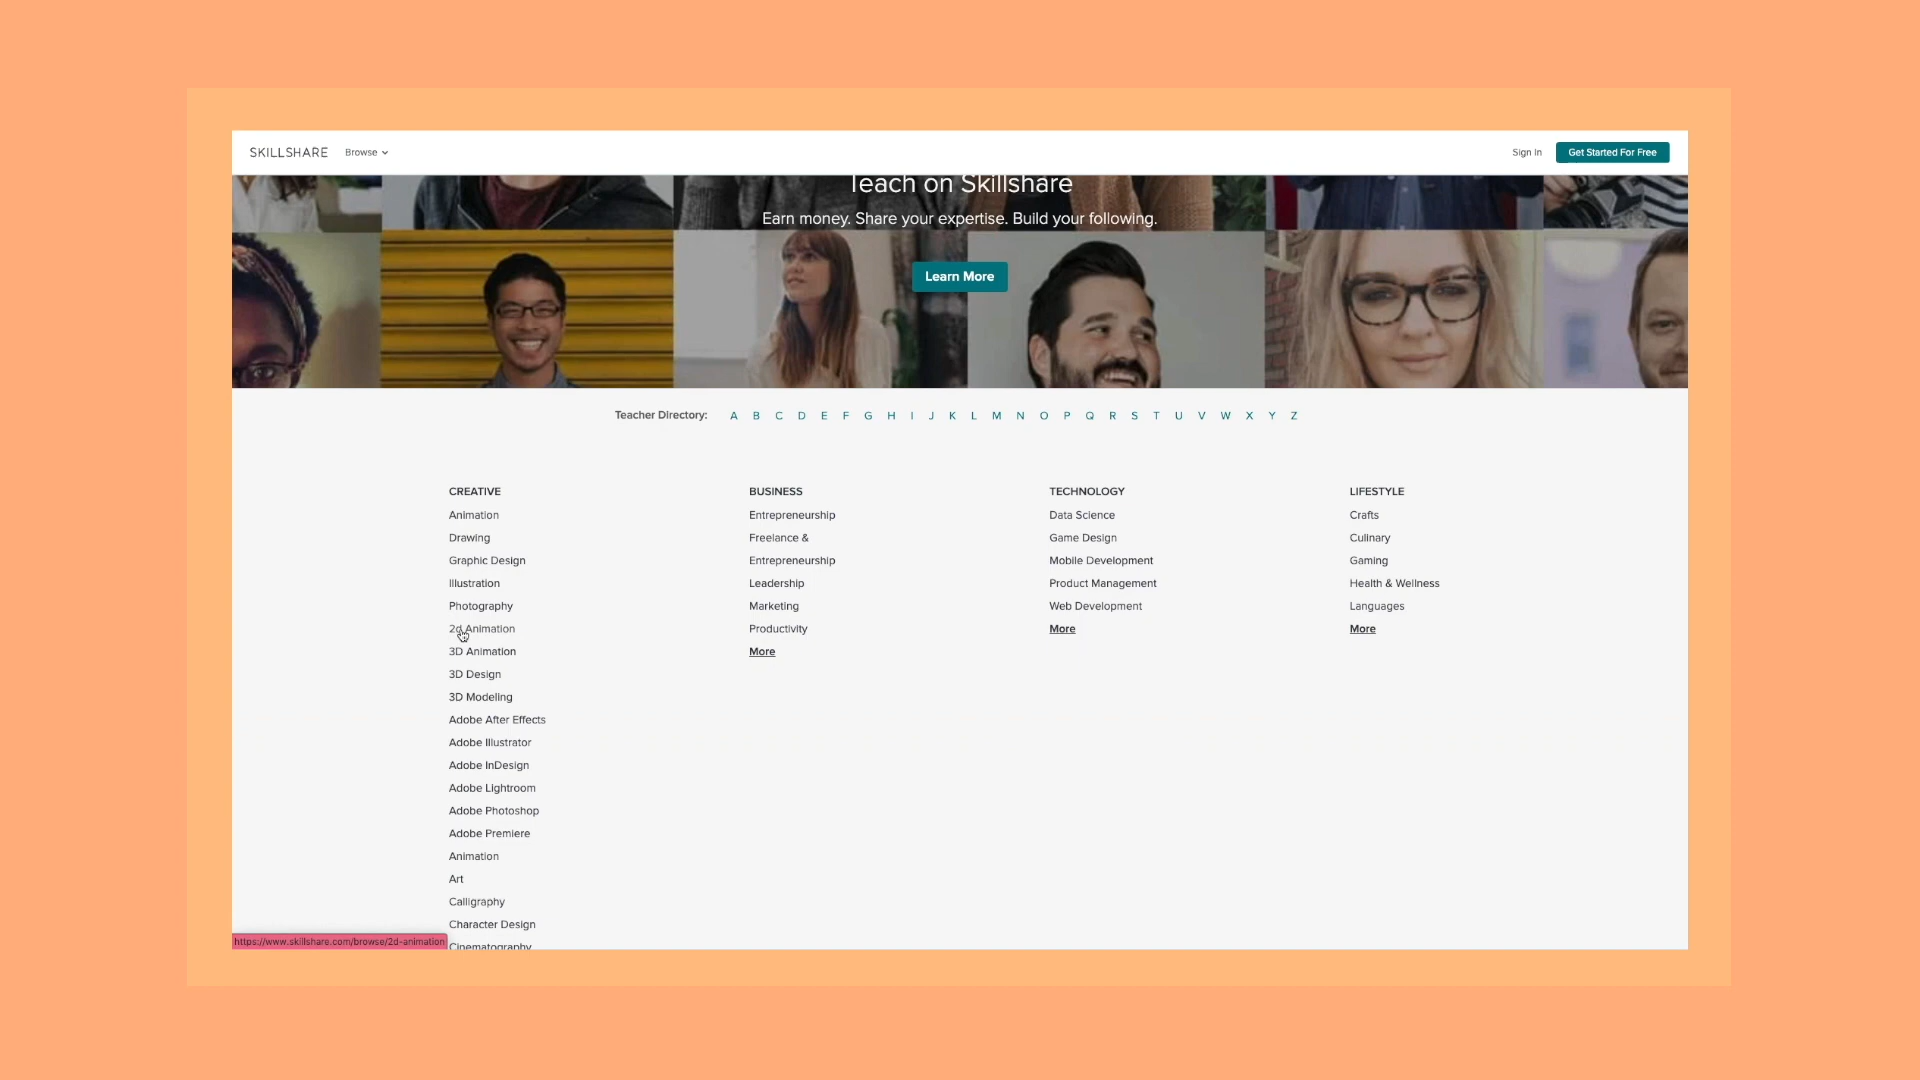 SKILLSHARE Browse Sign In Get Started For Free
Teach on Skillshare
Earn money. Share your expertise. Build your following.
Learn More
Teacher Directory: A B C D E F G H I J K L M N O P Q R S T U V W X Y Z
CREATIVE
Animation
Drawing
Graphic Design
Illustration
Photography
2d Animation
3D Animation
3D Design
3D Modeling
Adobe After Effects
Adobe Illustrator
Adobe InDesign
Adobe Lightroom
Adobe Photoshop
Adobe Premiere
Animation
Art
Calligraphy
Character Design
Cinematography
BUSINESS
Entrepreneurship
Freelance &
Entrepreneurship
Leadership
Marketing
Productivity
More
TECHNOLOGY
Data Science
Game Design
Mobile Development
Product Management
Web Development
More
LIFESTYLE
Crafts
Culinary
Gaming
Health & Wellness
Languages
More
https://www.skillshare.com/browse/2d-animation